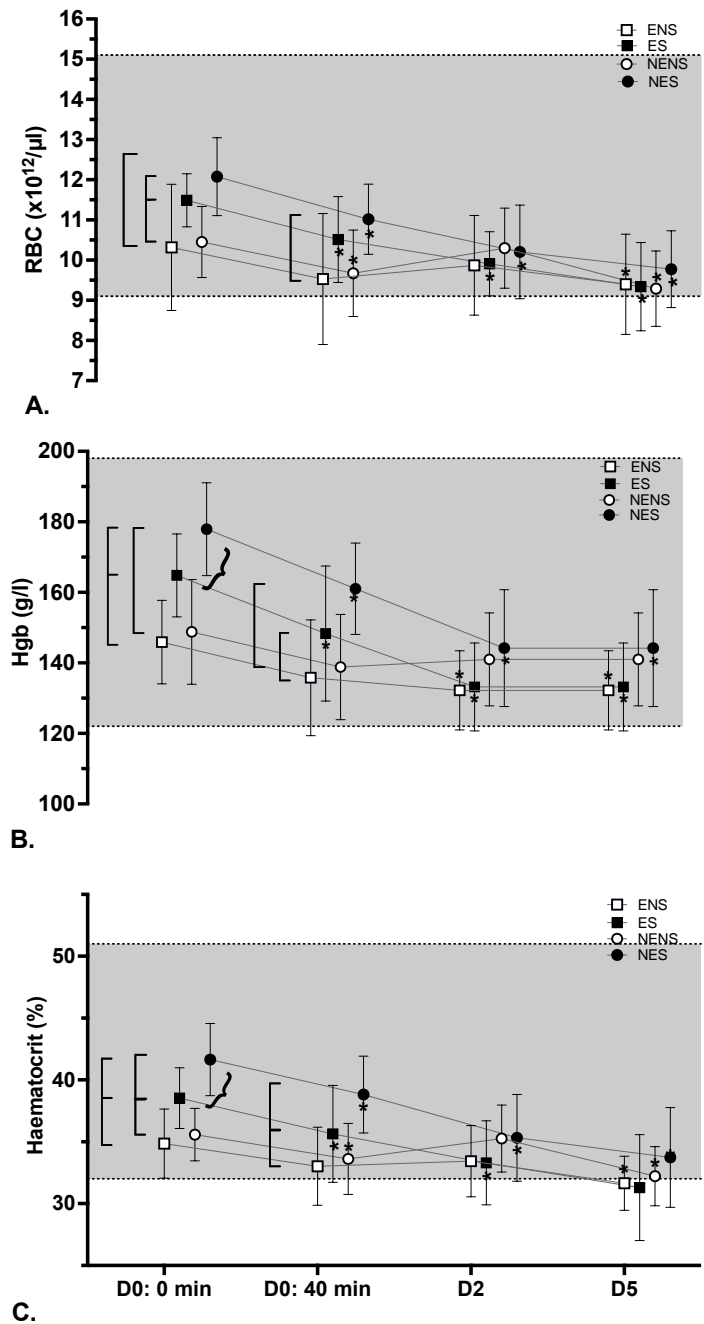 16
15
14
13
12
11
10
9
8
7
RBC (x10¹²/µl)
ENS
ES
NENS
NES
* * * * * * * * *
A.
200
180
160
140
120
100
Hgb (g/l)
ENS
ES
NENS
NES
* * * * * * * *
B.
50
40
30
Haematocrit (%)
ENS
ES
NENS
NES
* * * * * * * *
D0: 0 min D0: 40 min D2 D5
C.